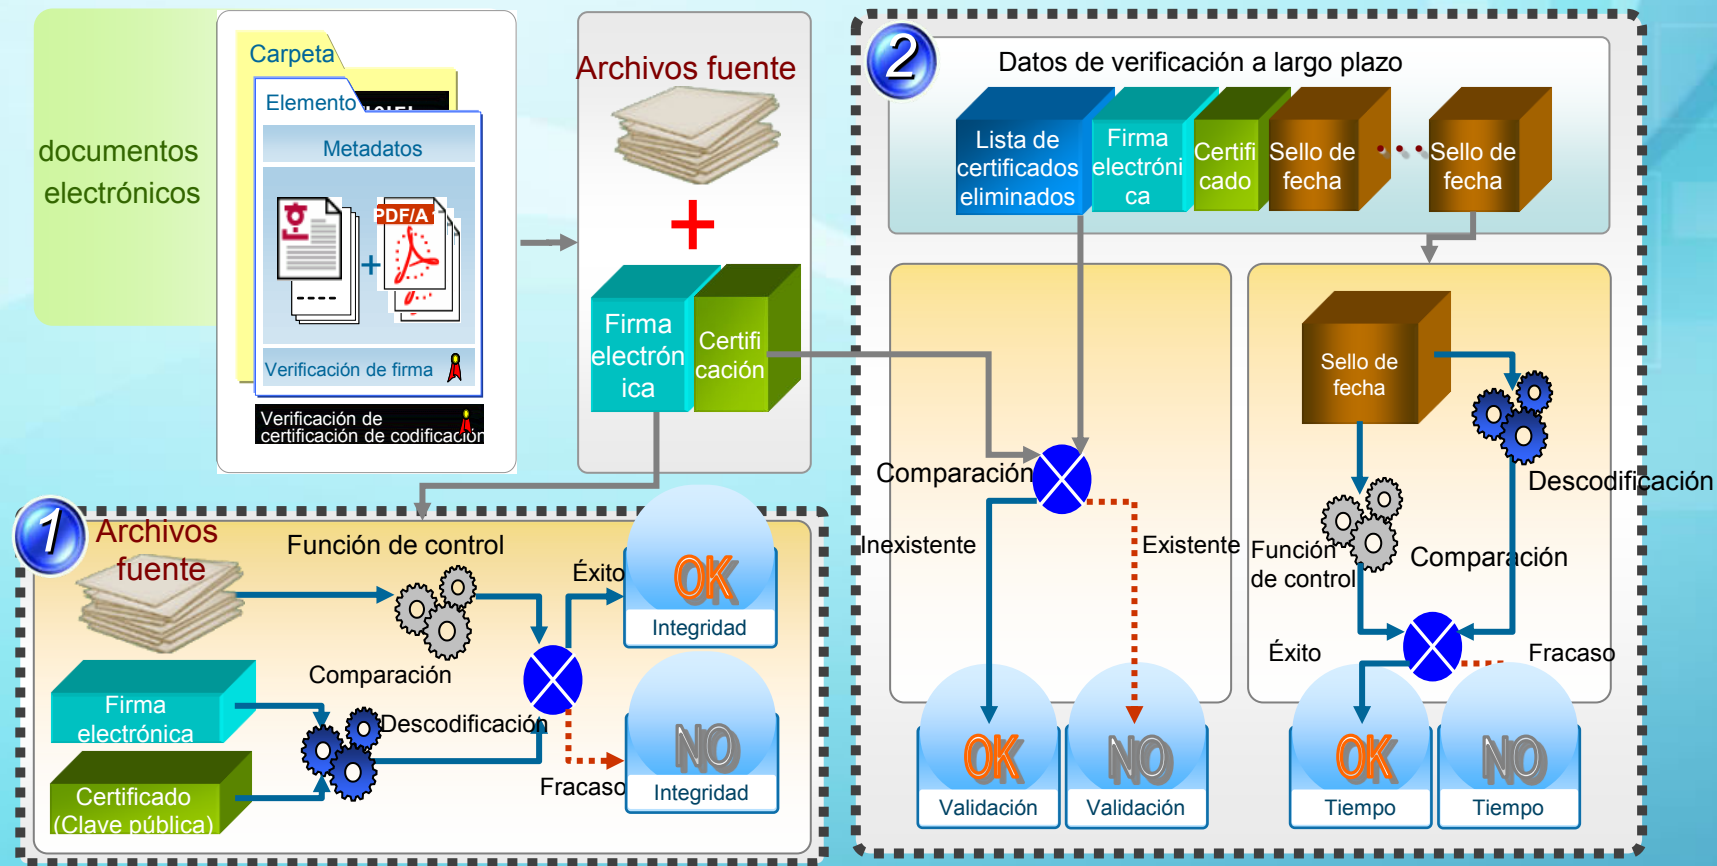 documentos
electrónicos
Carpeta
Elemento
Metadatos
PDF/A
+
Verificación de firma
Verificación de
certificación de codificación
Archivos fuente
+
Firma
electrón
ica
Certifi
cación
1
Archivos
fuente
Función de control
Comparación
Firma
electrónica
Certificado
(Clave pública)
Descodificación
Éxito
OK
Integridad
Fracaso
NO
Integridad
2
Datos de verificación a largo plazo
Lista de
certificados
eliminados
Firma
electróni
ca
Certifi
cado
Sello de
fecha
Sello de
fecha
Comparación
Inexistente
Existente
OK
Validación
NO
Validación
Sello de
fecha
Descodificación
Función
de control
Comparación
Éxito
Fracaso
OK
Tiempo
NO
Tiempo